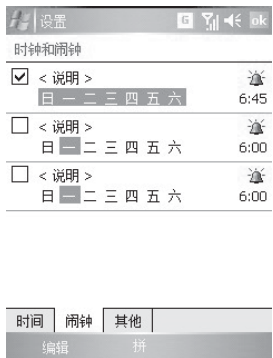 设置 G ok
时钟和闹钟
< 说明 >
日 一 二 三 四 五 六 6:45
< 说明 >
日 一 二 三 四 五 六 6:00
< 说明 >
日 一 二 三 四 五 六 6:00
时间 闹钟 其他
编辑 拼